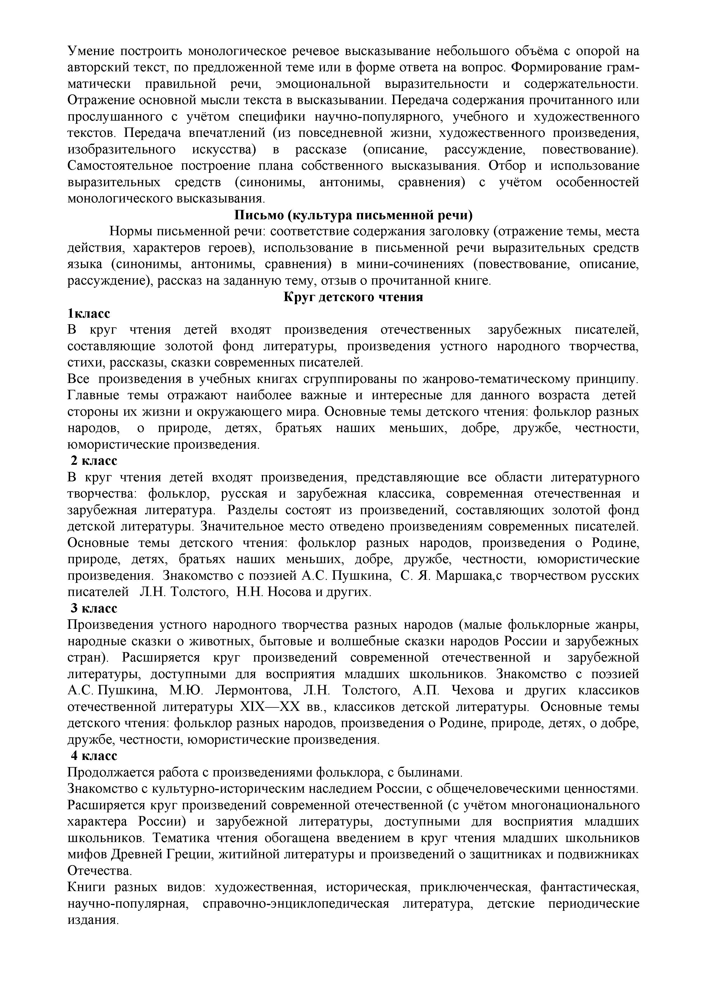 Умение построить монологическое речевое высказывание небольшого объёма с опорой на
авторский текст, по предложенной теме или в форме ответа на вопрос. Формирование грам-
матически правильной речи, эмоциональной выразительности и содержательности.
Отражение основной мысли текста в высказывании. Передача содержания прочитанного или
прослушанного с учётом специфики научно-популярного, учебного и художественного
текстов. Передача впечатлений (из повседневной жизни, художественного произведения,
изобразительного искусства) в рассказе (описание, рассуждение, повествование).
Самостоятельное построение плана собственного высказывания. Отбор и использование
выразительных средств (синонимы, антонимы, сравнения) с учётом особенностей
монологического высказывания.
Письмо (культура письменной речи)
Нормы письменной речи: соответствие содержания заголовку (отражение темы, места
действия, характеров героев), использование в письменной речи выразительных средств
языка (синонимы, антонимы, сравнения) в мини-сочинениях (повествование, описание,
рассуждение), рассказ на заданную тему, отзыв о прочитанной книге.
Круг детского чтения
1класс
В круг чтения детей входят произведения отечественных зарубежных писателей,
составляющие золотой фонд литературы, произведения устного народного творчества,
стихи, рассказы, сказки современных писателей.
Все произведения в учебных книгах сгруппированы по жанрово-тематическому принципу.
Главные темы отражают наиболее важные и интересные для данного возраста детей
стороны их жизни и окружающего мира. Основные темы детского чтения: фольклор разных
народов, о природе, детях, братьях наших меньших, добре, дружбе, честности,
юмористические произведения.
2 класс
В круг чтения детей входят произведения, представляющие все области литературного
творчества: фольклор, русская и зарубежная классика, современная отечественная и
зарубежная литература. Разделы состоят из произведений, составляющих золотой фонд
детской литературы. Значительное место отведено произведениям современных писателей.
Основные темы детского чтения: фольклор разных народов, произведения о Родине,
природе, детях, братьях наших меньших, добре, дружбе, честности, юмористические
произведения. Знакомство с поэзией А.С. Пушкина, С. Я. Маршака,с творчеством русских
писателей Л.Н. Толстого, Н.Н. Носова и других.
3 класс
Произведения устного народного творчества разных народов (малые фольклорные жанры,
народные сказки о животных, бытовые и волшебные сказки народов России и зарубежных
стран). Расширяется круг произведений современной отечественной и зарубежной
литературы, доступными для восприятия младших школьников. Знакомство с поэзией
А.С. Пушкина, М.Ю. Лермонтова, Л.Н. Толстого, А.П. Чехова и других классиков
отечественной литературы XIX—XX вв., классиков детской литературы. Основные темы
детского чтения: фольклор разных народов, произведения о Родине, природе, детях, о добре,
дружбе, честности, юмористические произведения.
4 класс
Продолжается работа с произведениями фольклора, с былинами.
Знакомство с культурно-историческим наследием России, с общечеловеческими ценностями.
Расширяется круг произведений современной отечественной (с учётом многонационального
характера России) и зарубежной литературы, доступными для восприятия младших
школьников. Тематика чтения обогащена введением в круг чтения младших школьников
мифов Древней Греции, житийной литературы и произведений о защитниках и подвижниках
Отечества.
Книги разных видов: художественная, историческая, приключенческая, фантастическая,
научно-популярная, справочно-энциклопедическая литература, детские периодические
издания.